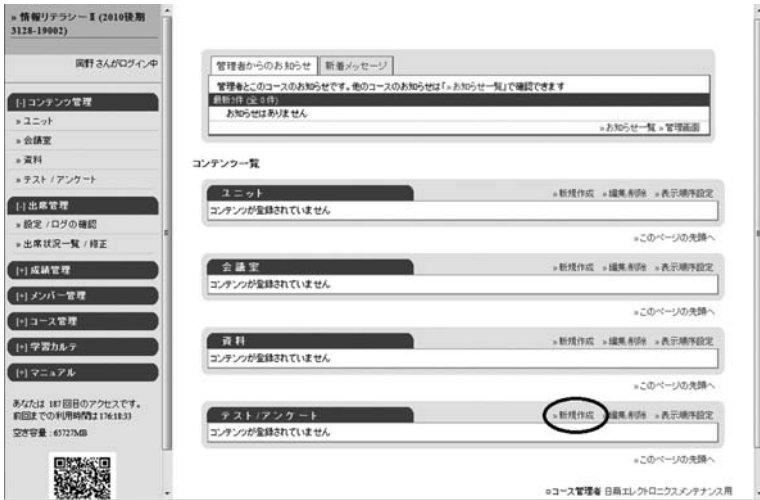 » 情報リテラシーⅡ (2010後期
3128-19002)
岡野 さんがログイン中
[-] コンテンツ管理
» ユニット
» 会議室
» 資料
» テスト / アンケート
[-] 出席管理
» 設定 / ログの確認
» 出席状況一覧 / 修正
[+] 成績管理
[+] メンバー管理
[+] コース管理
[+] 学習カルテ
[+] マニュアル
あなたは 187回目のアクセスです。
前回までの利用時間は176:18:33
空き容量 : 65727MB
管理者からのお知らせ 新着メッセージ
管理者とこのコースのお知らせです。他のコースのお知らせは「» お知らせ一覧」で確認できます
最新5件 (全 0 件)
お知らせはありません
» お知らせ一覧 » 管理画面
コンテンツ一覧
ユニット » 新規作成 » 編集,削除 » 表示順序設定
コンテンツが登録されていません
» このページの先頭へ
会議室 » 新規作成 » 編集,削除 » 表示順序設定
コンテンツが登録されていません
» このページの先頭へ
資料 » 新規作成 » 編集,削除 » 表示順序設定
コンテンツが登録されていません
» このページの先頭へ
テスト/アンケート » 新規作成 » 編集,削除 » 表示順序設定
コンテンツが登録されていません
» このページの先頭へ
¤コース管理者 日商エレクトロニクスメンテナンス用